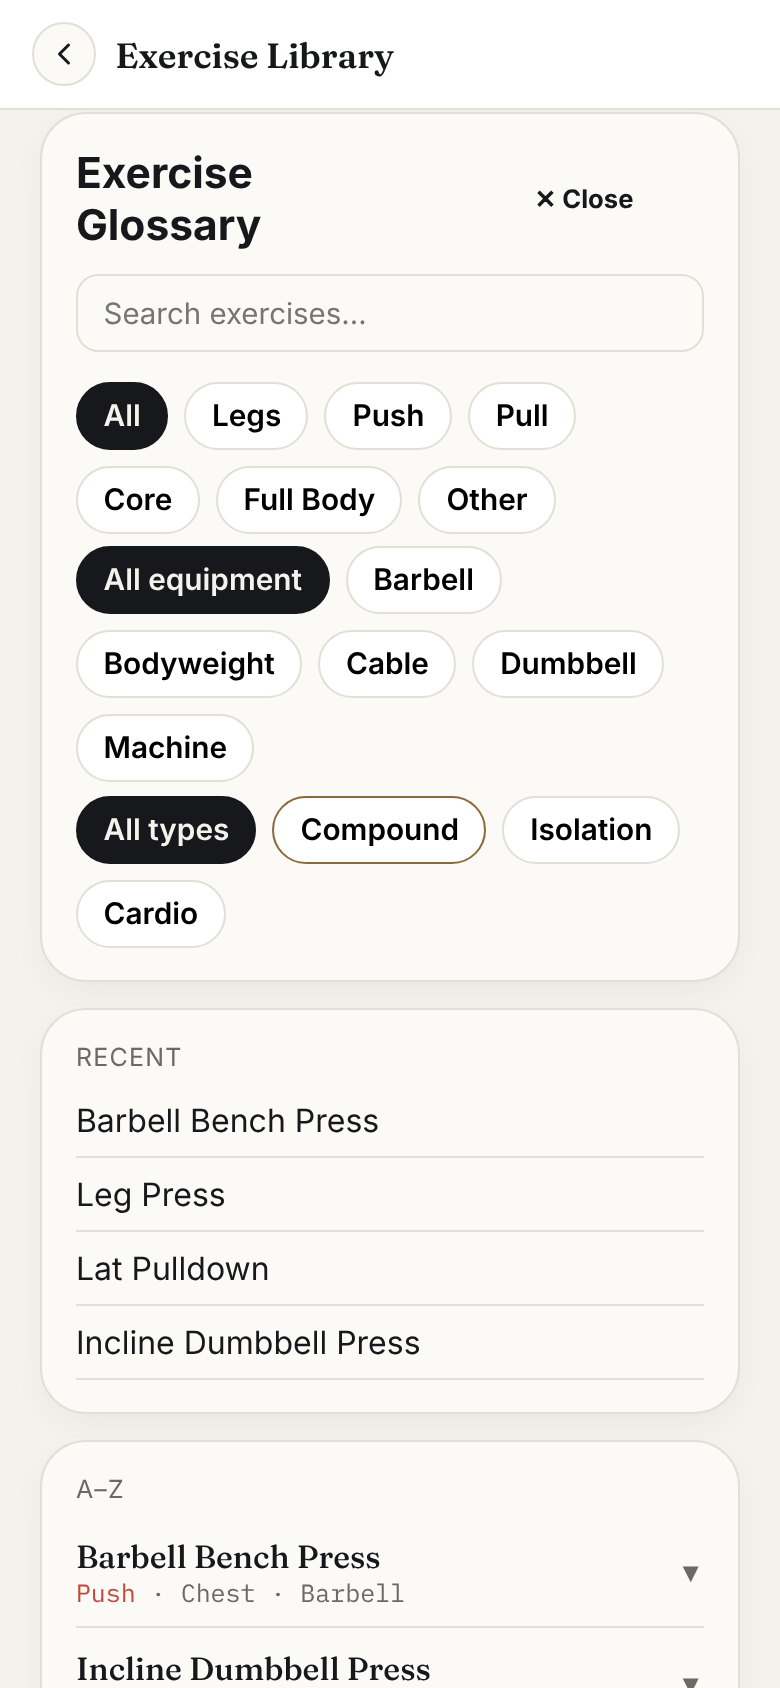 Exercise Library
Exercise
Glossary
✕ Close
Search exercises...
All
Legs
Push
Pull
Core
Full Body
Other
All equipment
Barbell
Bodyweight
Cable
Dumbbell
Machine
All types
Compound
Isolation
Cardio
RECENT
Barbell Bench Press
Leg Press
Lat Pulldown
Incline Dumbbell Press
A–Z
Barbell Bench Press
Push · Chest · Barbell
Incline Dumbbell Press